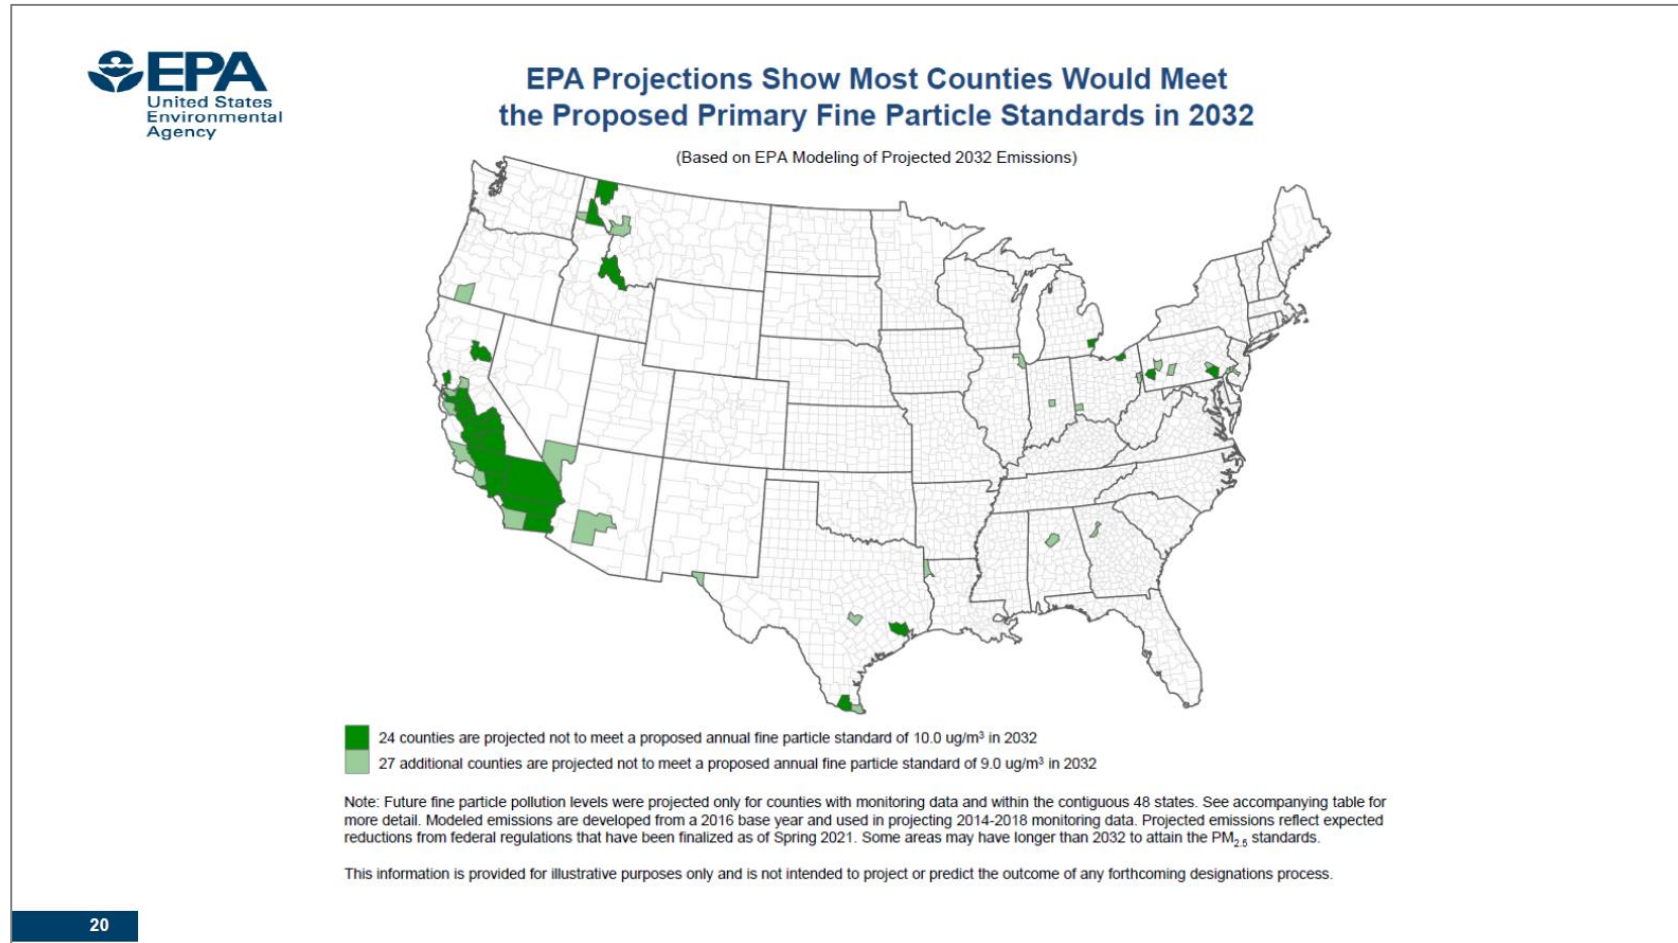 EPA
United States
Environmental
Agency
EPA Projections Show Most Counties Would Meet
the Proposed Primary Fine Particle Standards in 2032
(Based on EPA Modeling of Projected 2032 Emissions)
24 counties are projected not to meet a proposed annual fine particle standard of 10.0 ug/m³ in 2032
27 additional counties are projected not to meet a proposed annual fine particle standard of 9.0 ug/m³ in 2032
Note: Future fine particle pollution levels were projected only for counties with monitoring data and within the contiguous 48 states. See accompanying table for
more detail. Modeled emissions are developed from a 2016 base year and used in projecting 2014-2018 monitoring data. Projected emissions reflect expected
reductions from federal regulations that have been finalized as of Spring 2021. Some areas may have longer than 2032 to attain the PM₂.₅ standards.
This information is provided for illustrative purposes only and is not intended to project or predict the outcome of any forthcoming designations process.
20